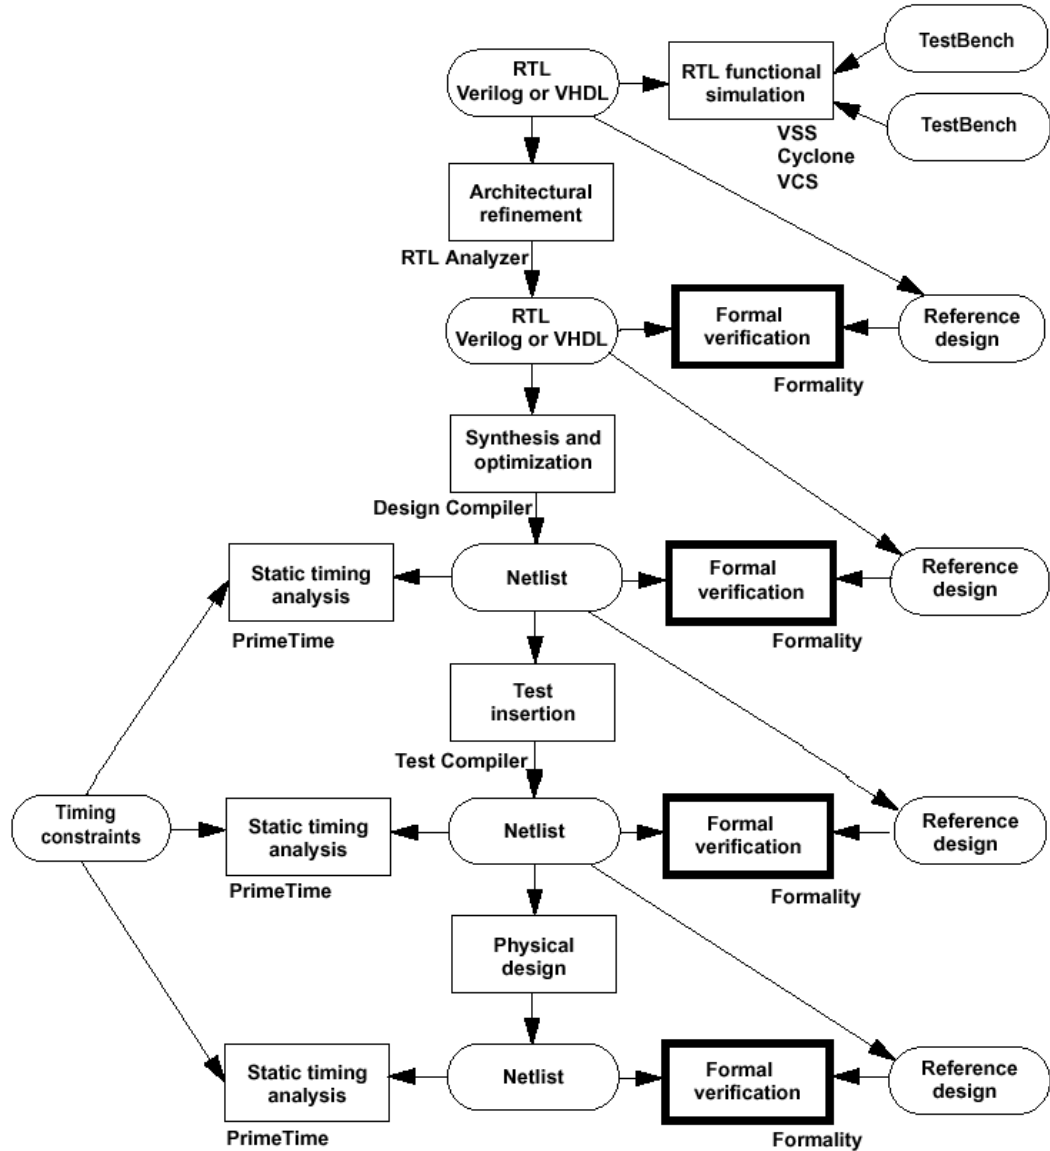 TestBench
RTL
Verilog or VHDL
RTL functional
simulation
TestBench
VSS
Cyclone
VCS
Architectural
refinement
RTL Analyzer
RTL
Verilog or VHDL
Formal
verification
Reference
design
Formality
Synthesis and
optimization
Design Compiler
Static timing
analysis
PrimeTime
Netlist
Formal
verification
Reference
design
Formality
Test
insertion
Test Compiler
Timing
constraints
Static timing
analysis
PrimeTime
Netlist
Formal
verification
Reference
design
Formality
Physical
design
Static timing
analysis
PrimeTime
Netlist
Formal
verification
Reference
design
Formality